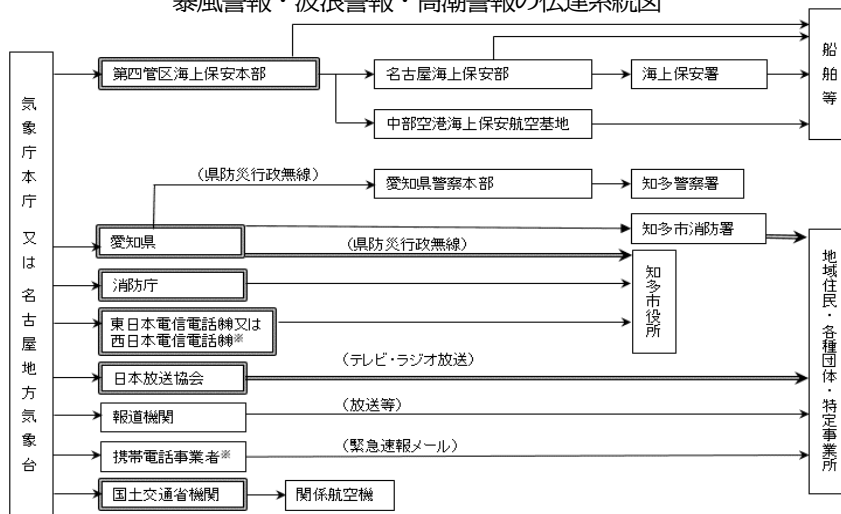 暴風警報・波浪警報・高潮警報の伝達系統図
気象庁本庁 又は 名古屋地方気象台
第四管区海上保安本部
名古屋海上保安部
海上保安署
船舶等
中部空港海上保安航空基地
(県防災行政無線)
愛知県警察本部
知多警察署
愛知県
知多市消防署
(県防災行政無線)
知多市役所
消防庁
東日本電信電話㈱又は
西日本電信電話㈱※
(テレビ・ラジオ放送)
日本放送協会
地域住民・各種団体・特定事業所
報道機関
(放送等)
携帯電話事業者※
(緊急速報メール)
国土交通省機関
関係航空機